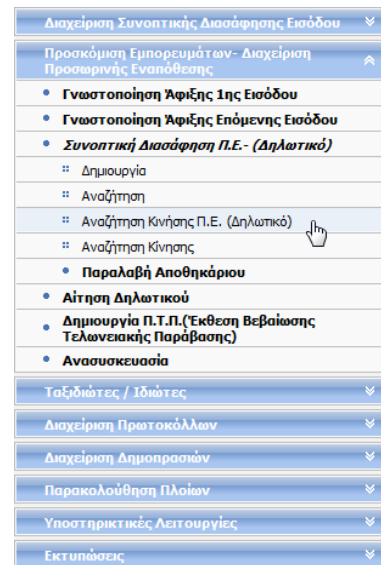 Διαχείριση Συνοπτικής Διασάφησης Εισόδου
Προσκόμιση Εμπορευμάτων- Διαχείριση
Προσωρινής Εναπόθεσης
Γνωστοποίηση Άφιξης 1ης Εισόδου
Γνωστοποίηση Άφιξης Επόμενης Εισόδου
Συνοπτική Διασάφηση Π.Ε.- (Δηλωτικό)
Δημιουργία
Αναζήτηση
Αναζήτηση Κινήσης Π.Ε. (Δηλωτικό)
Αναζήτηση Κίνησης
Παραλαβή Αποθηκάριου
Αίτηση Δηλωτικού
Δημιουργία Π.Τ.Π.(Έκθεση Βεβαίωσης
Τελωνειακής Παράβασης)
Ανασυσκευασία
Ταξιδιώτες / Ιδιώτες
Διαχείριση Πρωτοκόλλων
Διαχείριση Δημοπρασιών
Παρακολούθηση Πλοίων
Υποστηρικτικές Λειτουργίες
Εκτυπώσεις